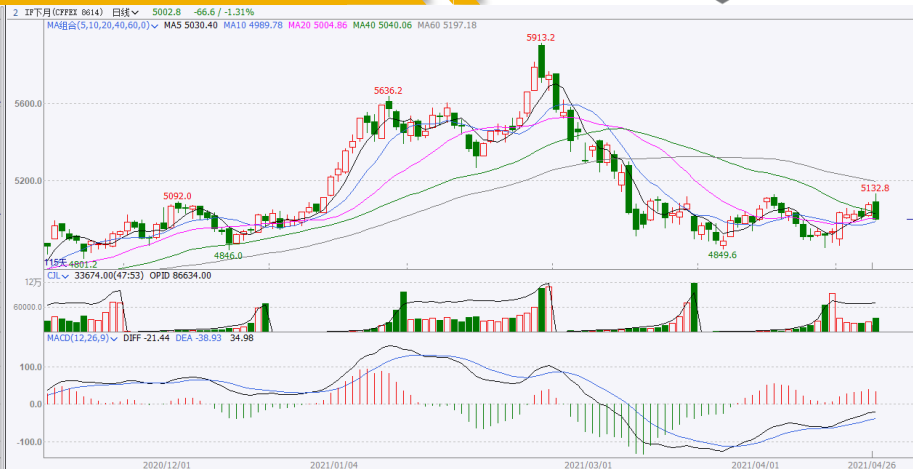 2 IF下月(CFFEX 8614) 日线 5002.8 -66.6 / -1.31%
MA组合(5,10,20,40,60,0) MA5 5030.40 MA10 4989.78 MA20 5004.86 MA40 5040.06 MA60 5197.18
5913.2
5636.2
5600.0
5200.0
5132.8
5092.0
4846.0
4849.6
115天 4801.2
CJL 33674.00(47:53) OPID 86634.00
12万
60000.0
MACD(12,26,9) DIFF -21.44 DEA -38.93 34.98
100.0
0.0
-100.0
2020/12/01 2021/01/04 2021/03/01 2021/04/01 2021/04/26